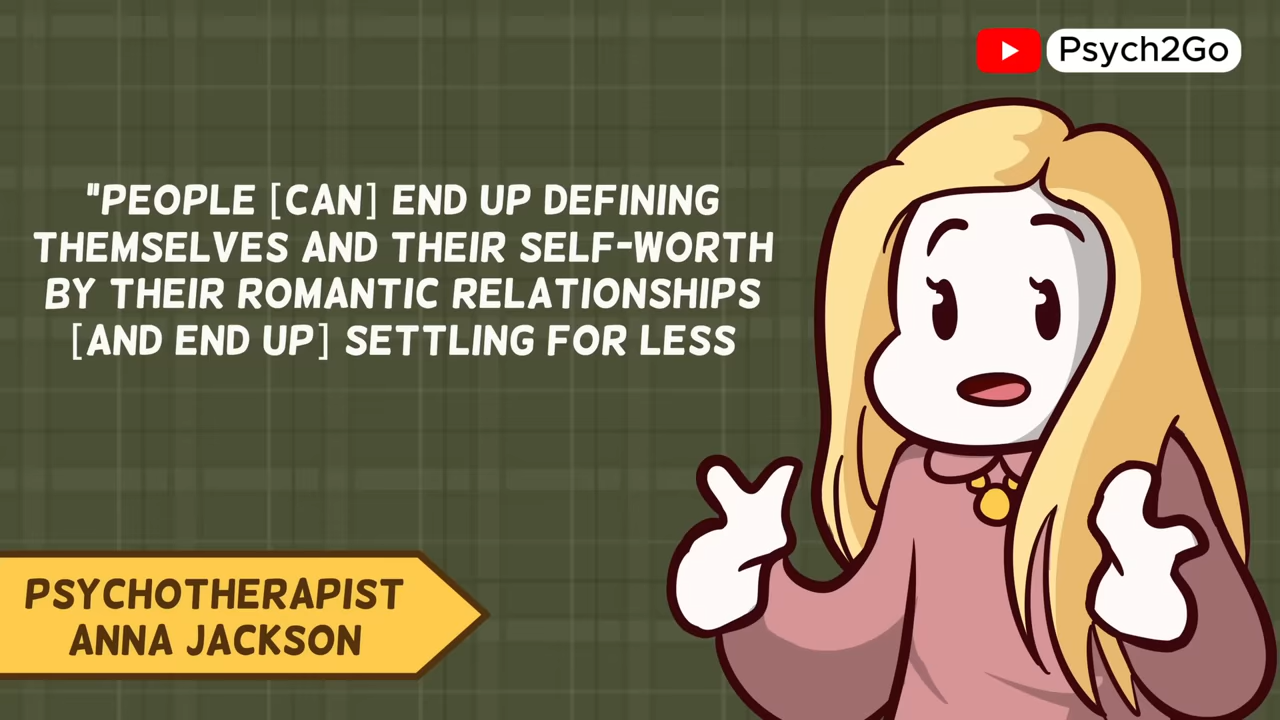 Psych2Go
"PEOPLE [CAN] END UP DEFINING
THEMSELVES AND THEIR SELF-WORTH
BY THEIR ROMANTIC RELATIONSHIPS
[AND END UP] SETTLING FOR LESS
PSYCHOTHERAPIST
ANNA JACKSON